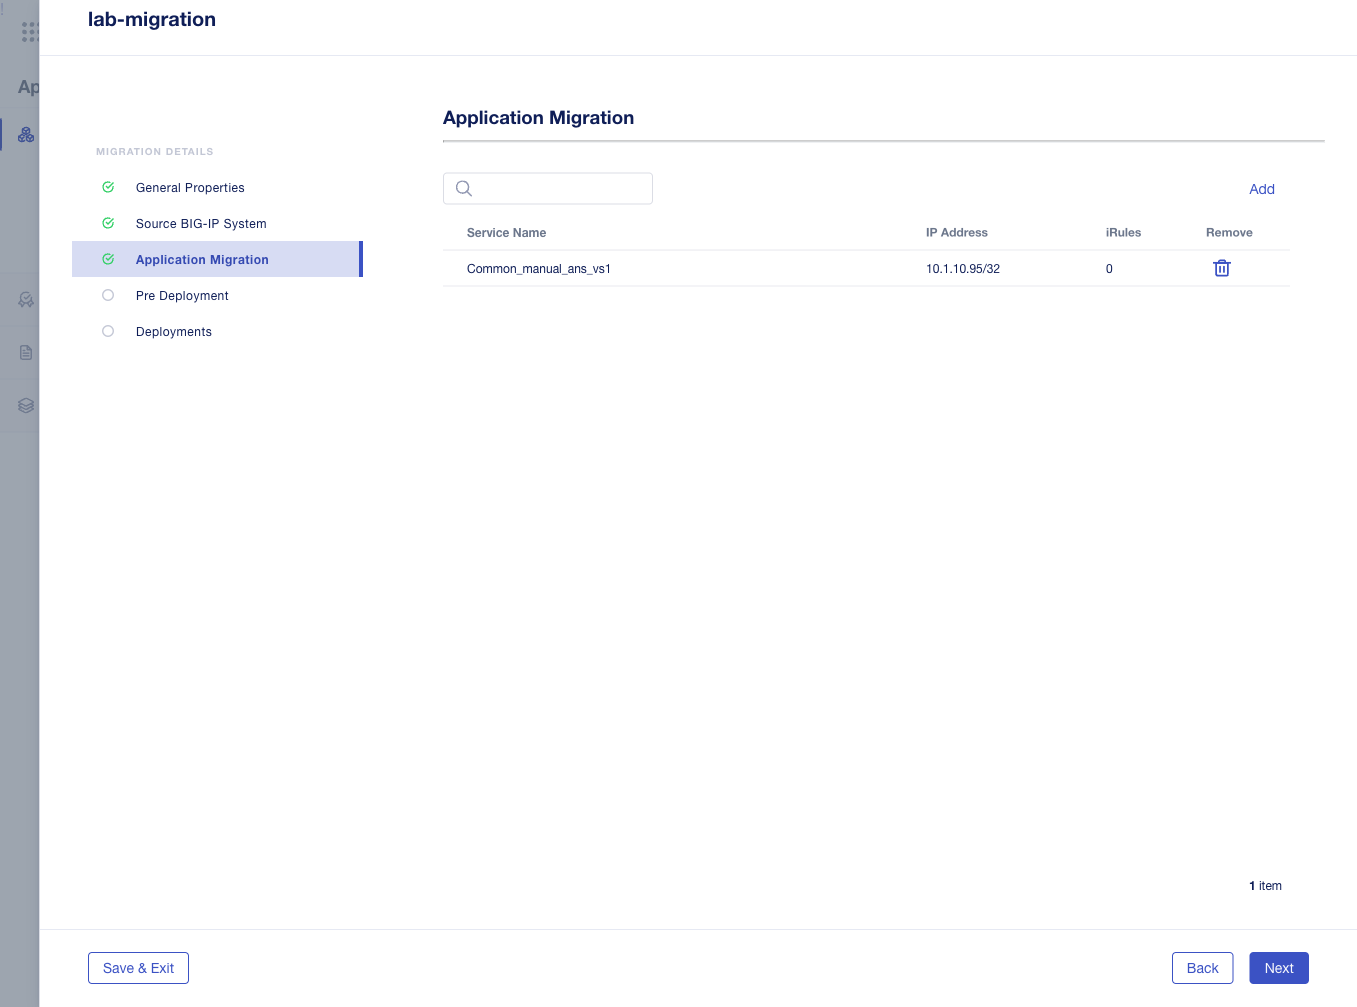 lab-migration
Ap
MIGRATION DETAILS
General Properties
Source BIG-IP System
Application Migration
Pre Deployment
Deployments
Application Migration
Add
Service Name IP Address iRules Remove
Common_manual_ans_vs1 10.1.10.95/32 0
1 item
Save & Exit
Back
Next